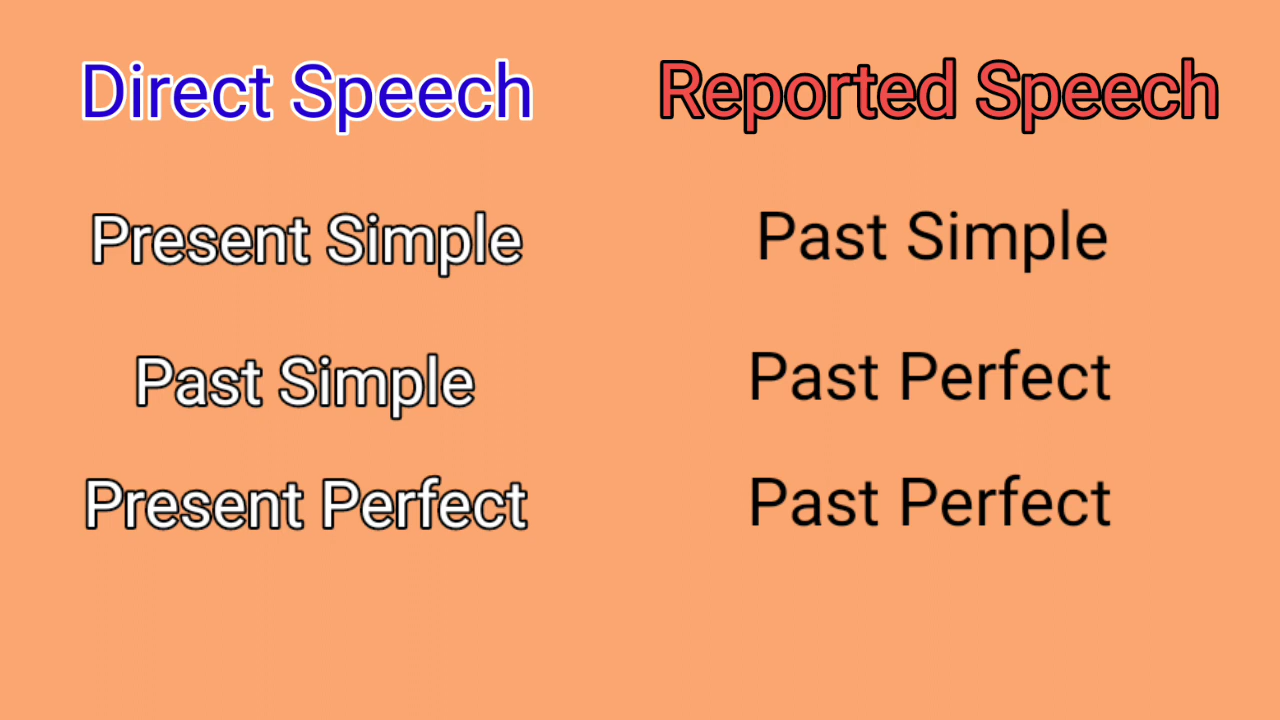 Direct Speech Reported Speech
Present Simple Past Simple
Past Simple Past Perfect
Present Perfect Past Perfect